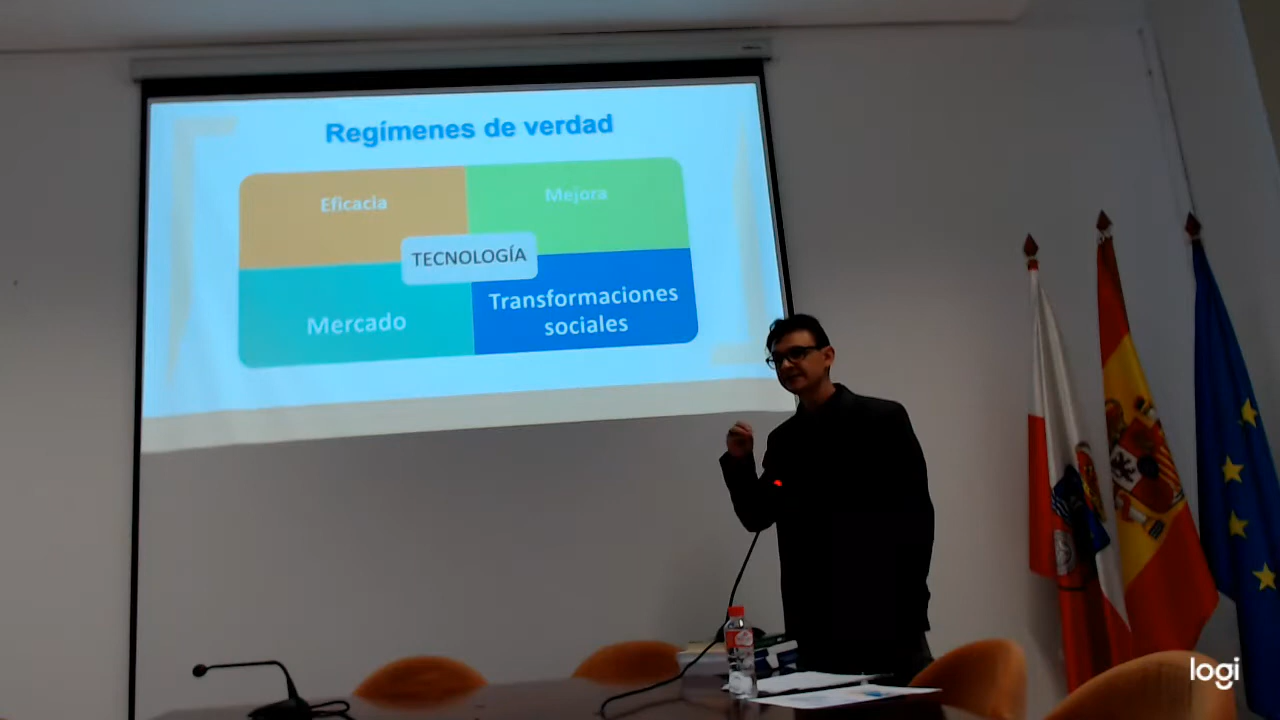 Regímenes de verdad
Eficacia
Mejora
TECNOLOGÍA
Mercado
Transformaciones
sociales
logi